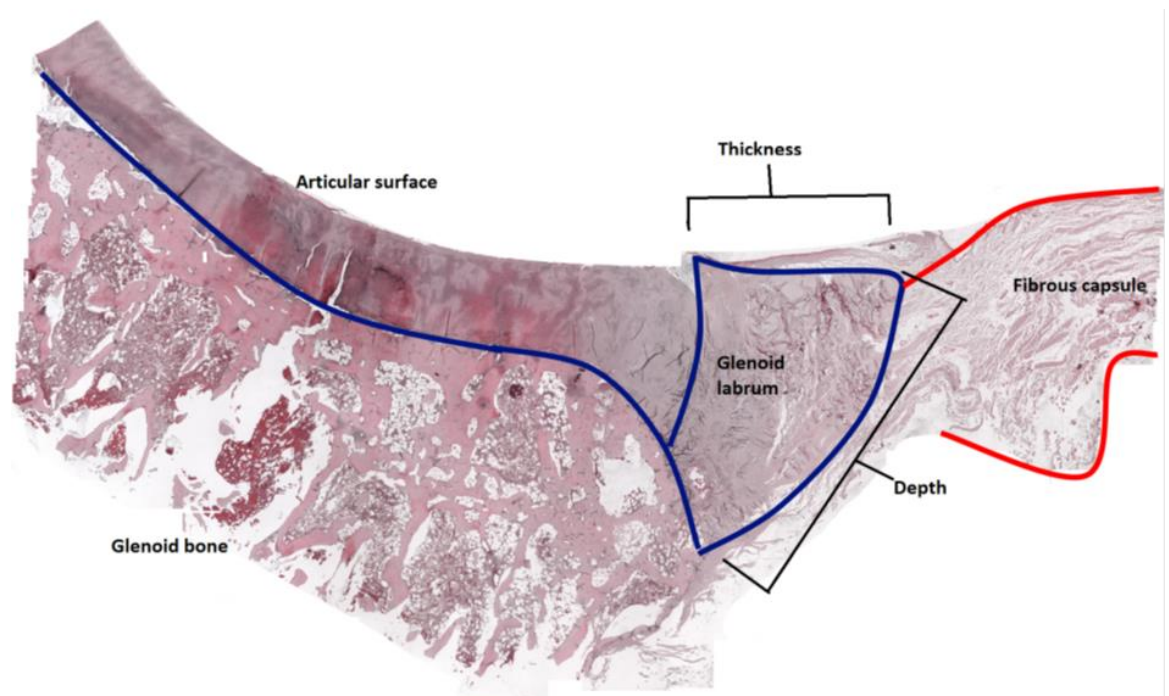 Thickness
Articular surface
Fibrous capsule
Glenoid
labrum
Depth
Glenoid bone